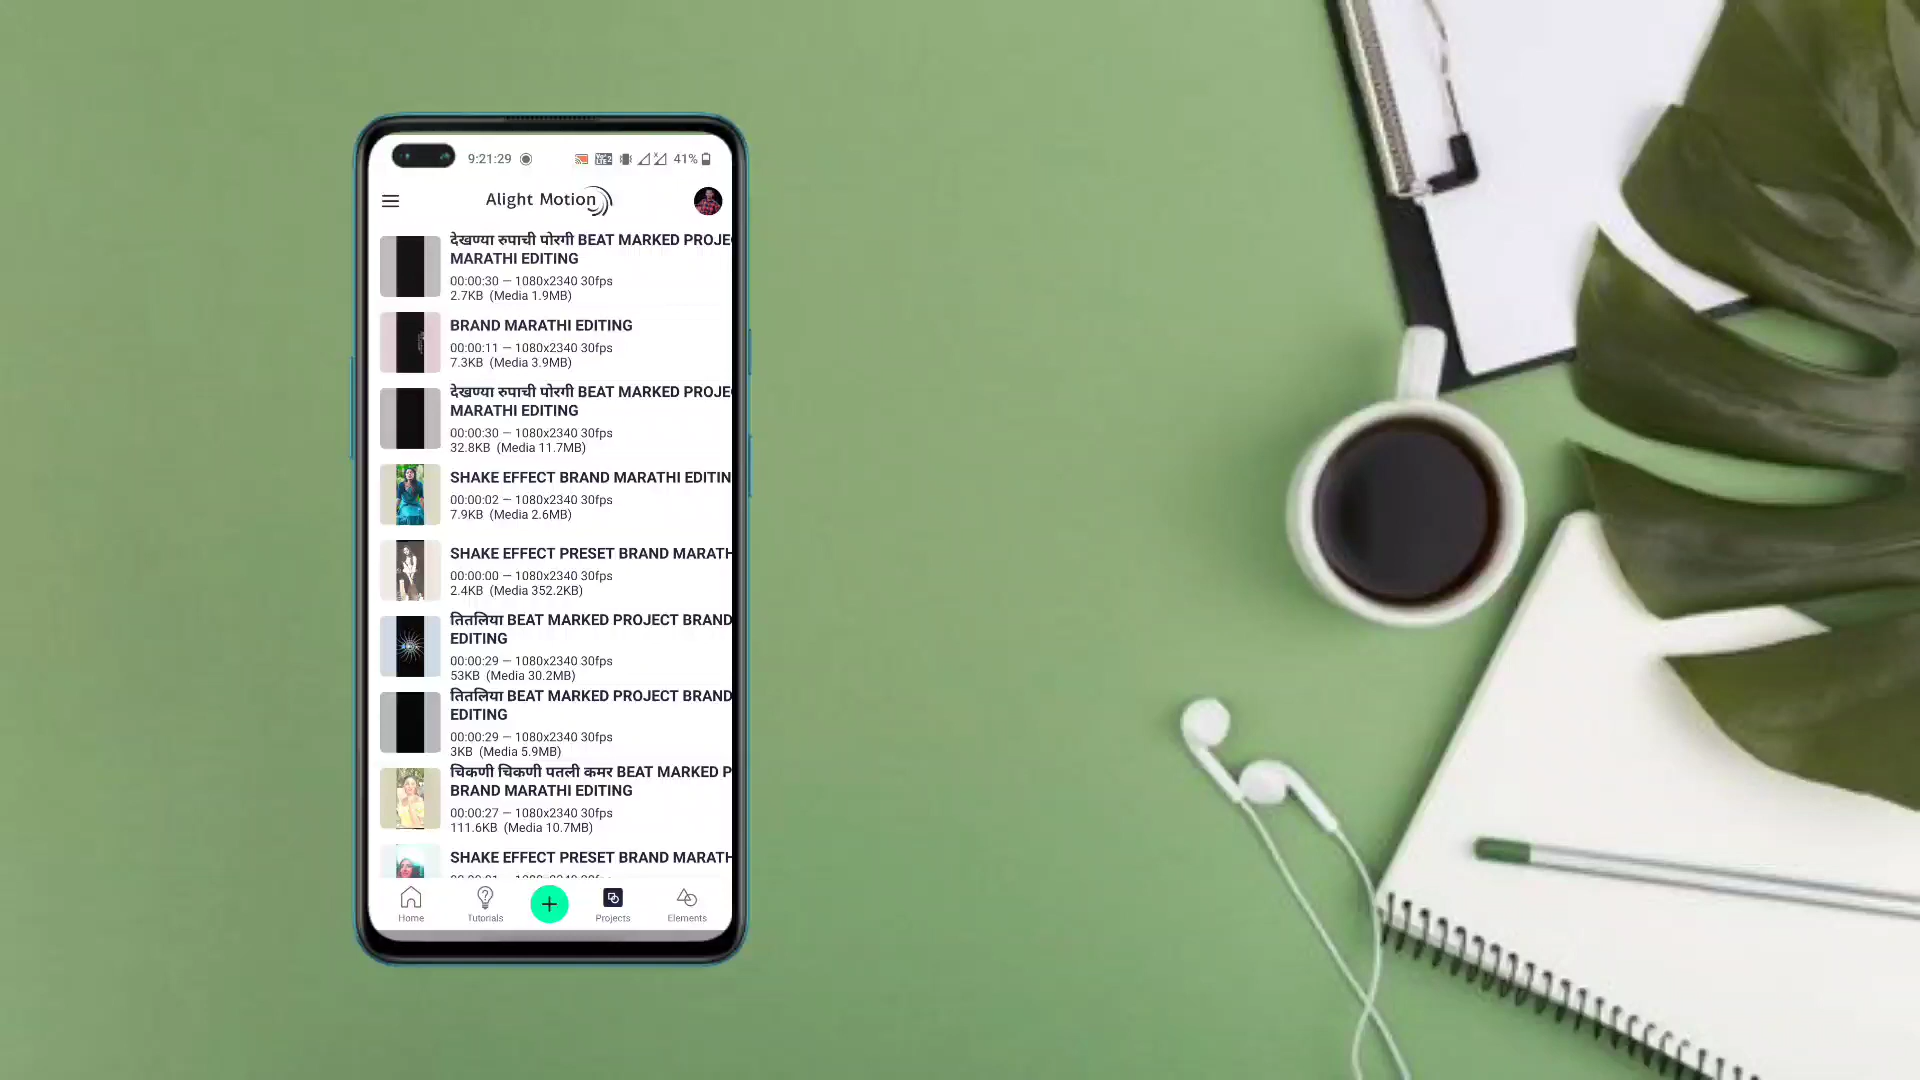 9:21:29
41%
Alight Motion
देखण्या रुपाची पोरगी BEAT MARKED
MARATHI EDITING
00:00:30 — 1080x2340 30fps
2.7KB (Media 1.9MB)
BRAND MARATHI EDITING
00:00:11 — 1080x2340 30fps
7.3KB (Media 3.9MB)
देखण्या रुपाची पोरगी BEAT MARKED
MARATHI EDITING
00:00:30 — 1080x2340 30fps
32.8KB (Media 11.7MB)
SHAKE EFFECT BRAND MARATHI EDITIN
00:00:02 — 1080x2340 30fps
7.9KB (Media 2.6MB)
SHAKE EFFECT PRESET BRAND MARATH
00:00:00 — 1080x2340 30fps
2.4KB (Media 352.2KB)
तितलिया BEAT MARKED PROJECT BRAND
EDITING
00:00:29 — 1080x2340 30fps
53KB (Media 30.2MB)
तितलिया BEAT MARKED PROJECT BRAND
EDITING
00:00:29 — 1080x2340 30fps
3KB (Media 5.9MB)
चिकणी चिकणी पतली कमर BEAT MARKED P
BRAND MARATHI EDITING
00:00:27 — 1080x2340 30fps
111.6KB (Media 10.7MB)
SHAKE EFFECT PRESET BRAND MARATH
Home Tutorials Projects Elements